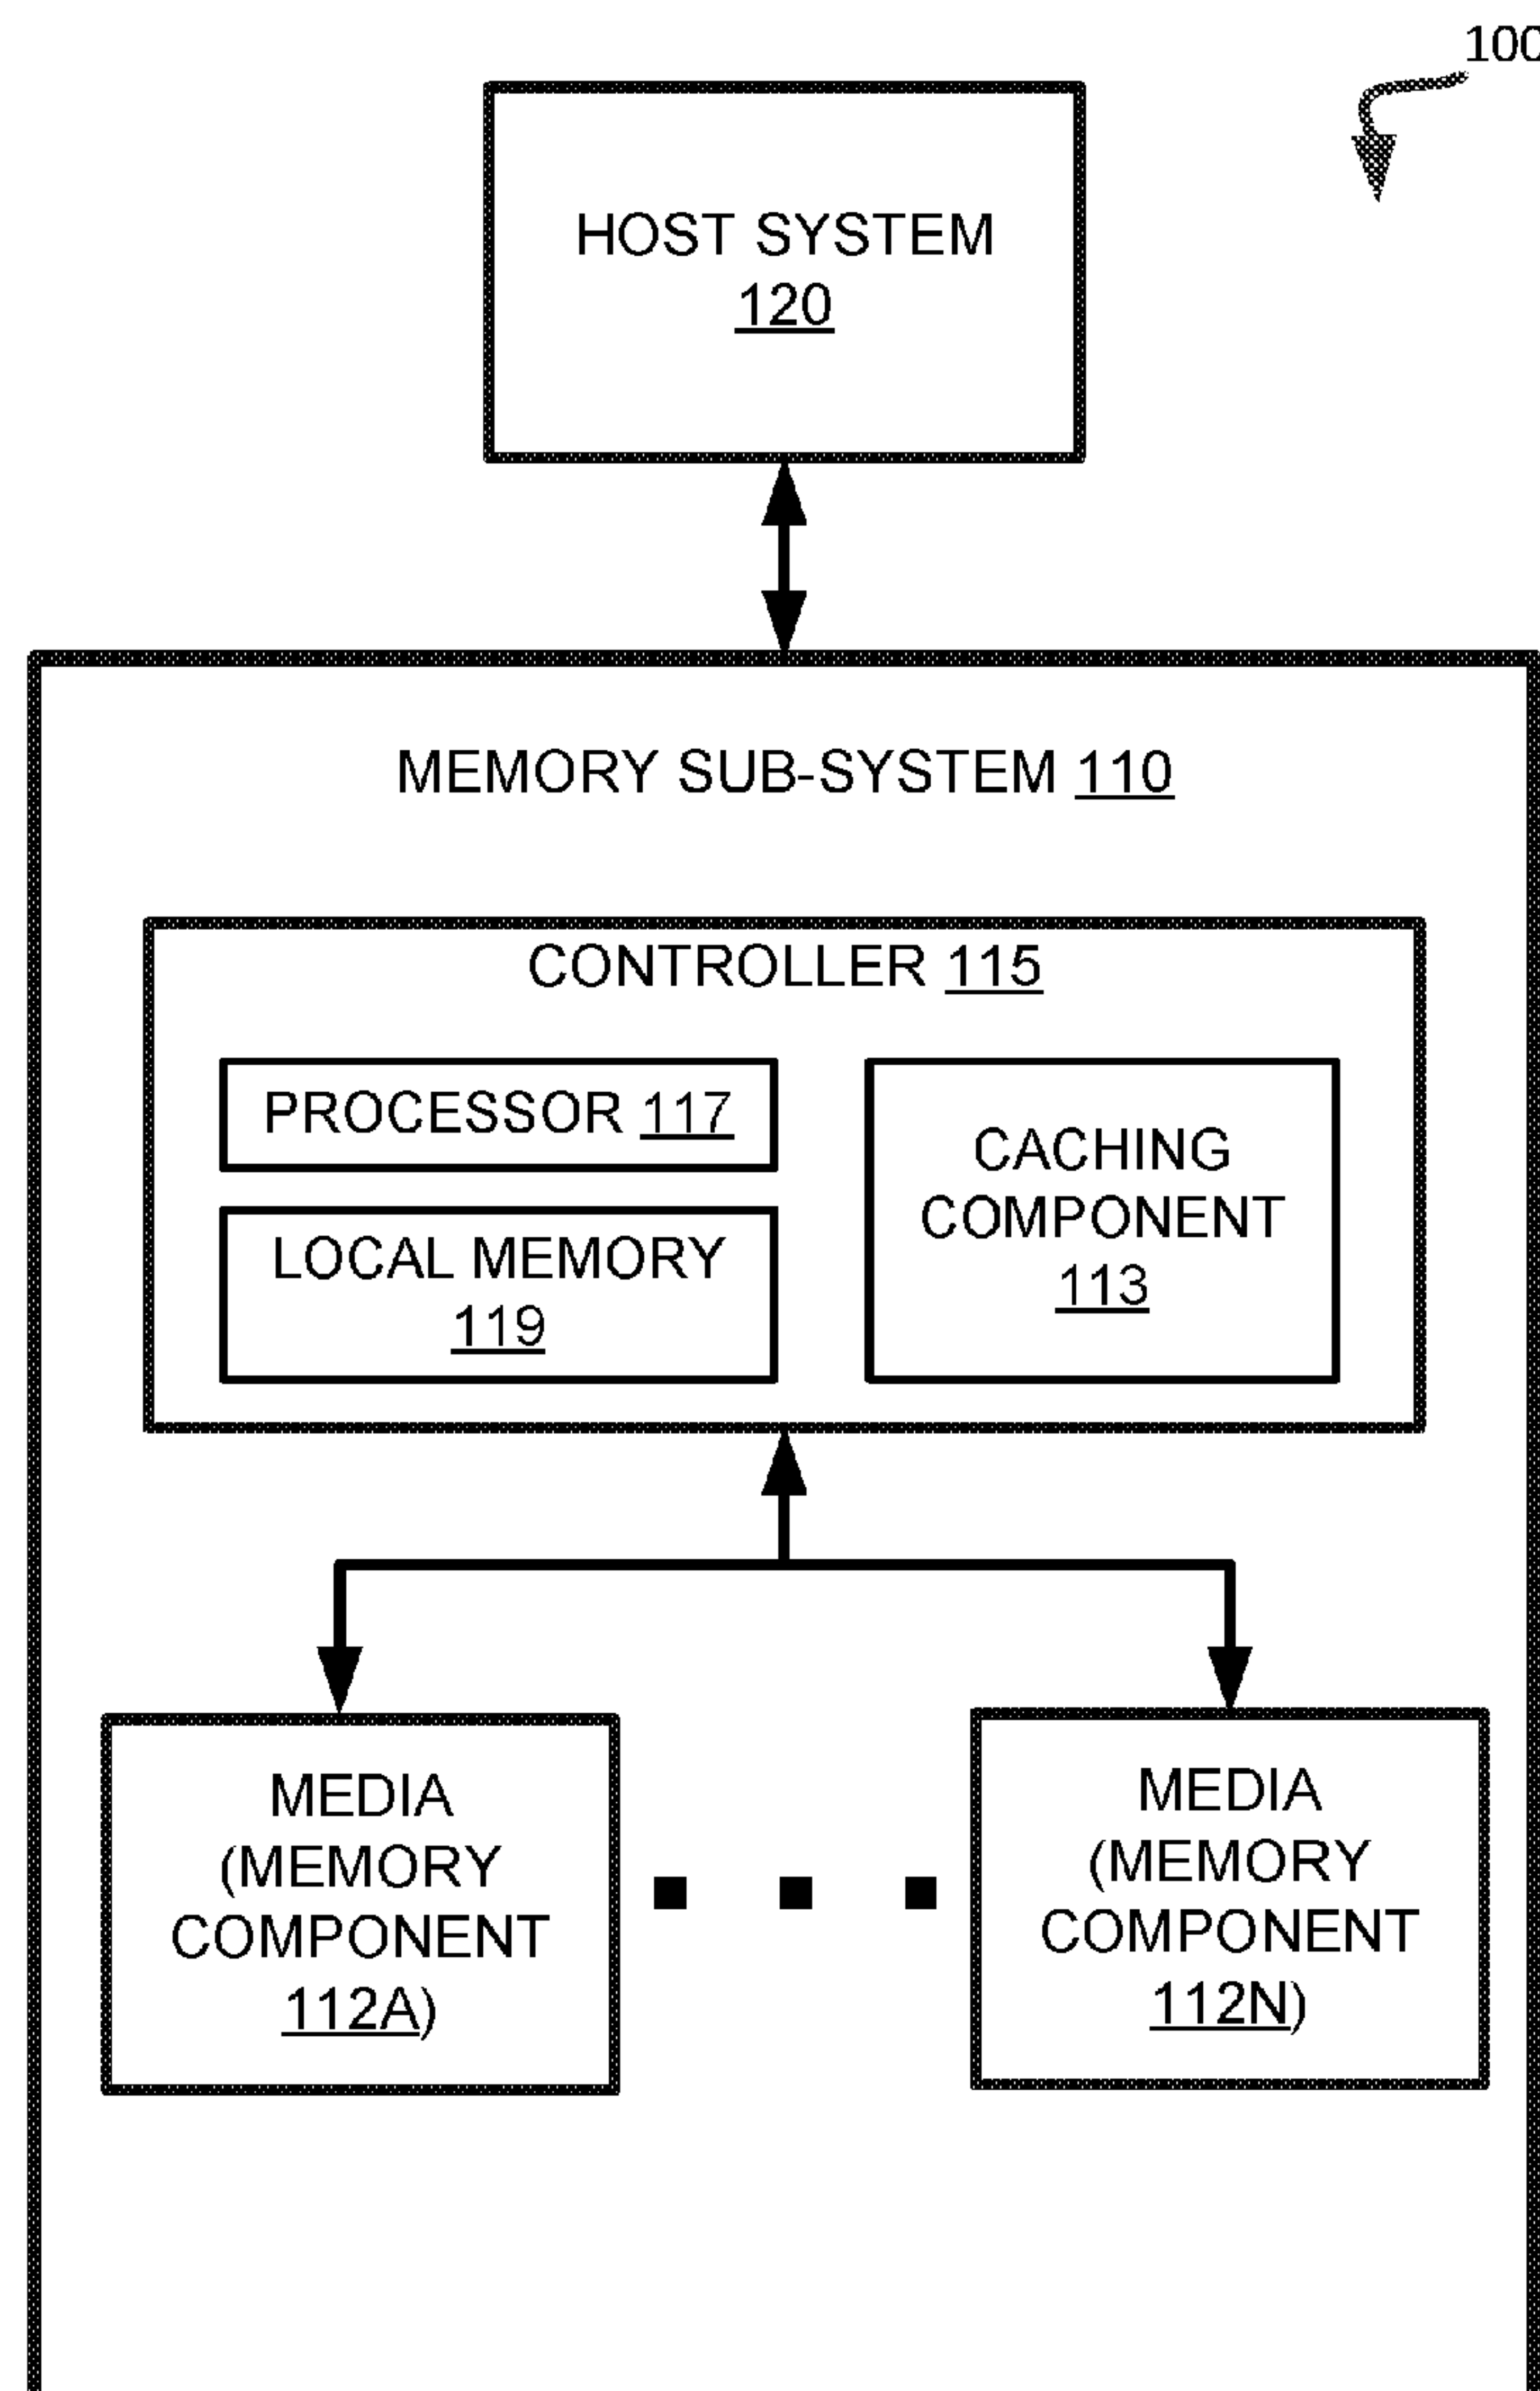 100
HOST SYSTEM
120
MEMORY SUB-SYSTEM 110
CONTROLLER 115
PROCESSOR 117
LOCAL MEMORY
119
CACHING
COMPONENT
113
MEDIA
(MEMORY
COMPONENT
112A)
MEDIA
(MEMORY
COMPONENT
112N)